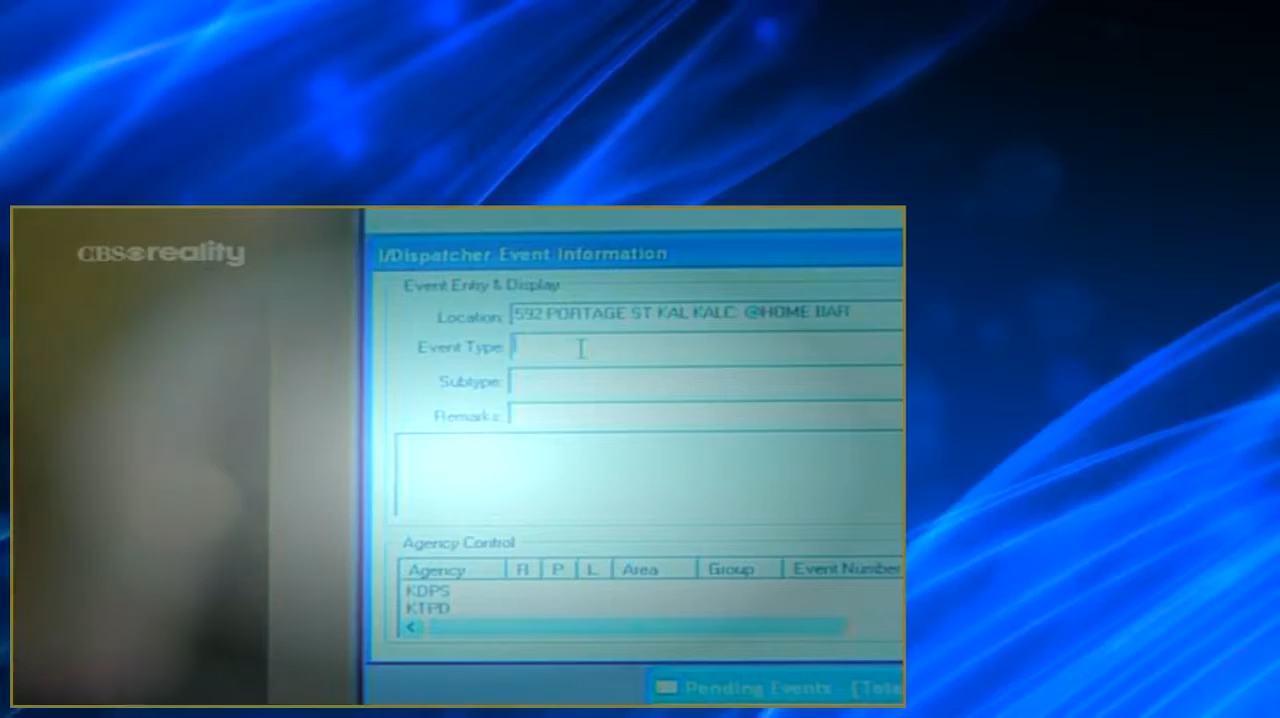 CBS reality
I/Dispatcher Event Information
Event Entry & Display
Location: 592 PORTAGE ST KAL KALC: @HOME BAR
Event Type:
Subtype:
Remarks:
Agency Control
Agency R P L Area Group Event Number
KDPS
KTPD
<
Pending Events - [Tota